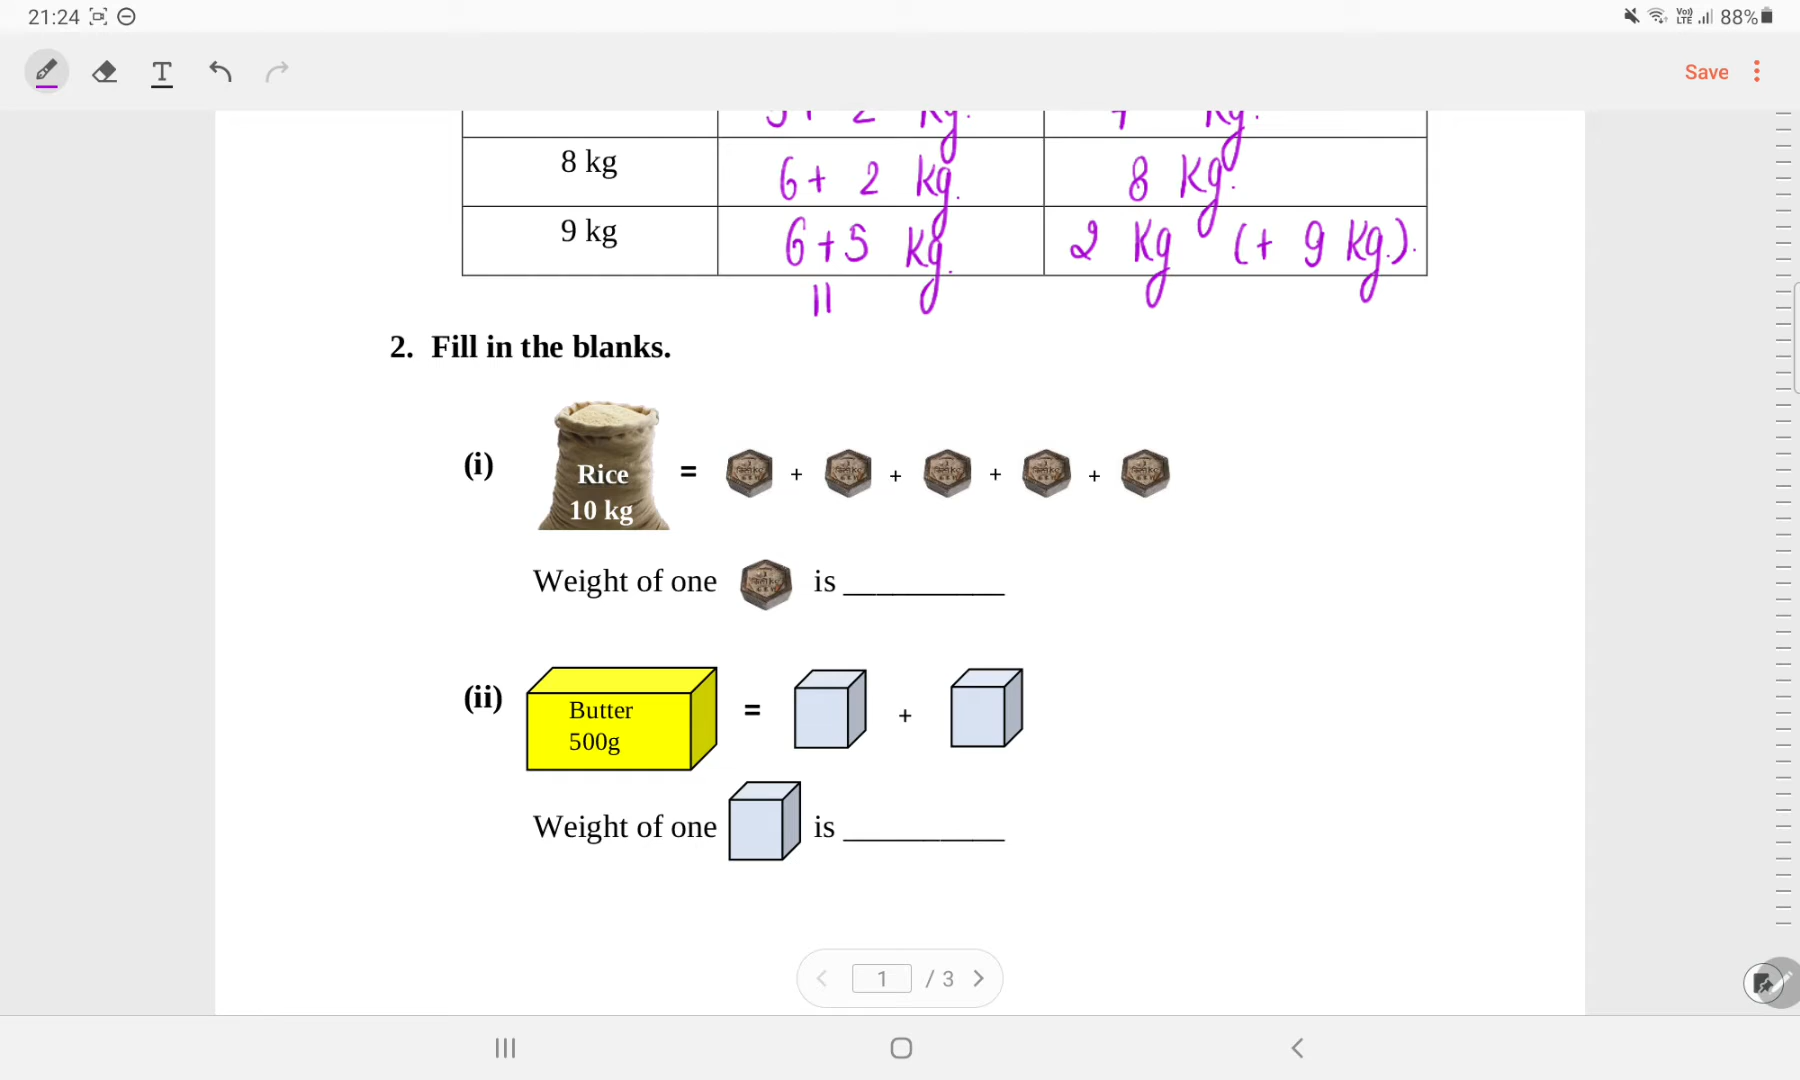 21:24 88%
Save
8 kg 6+ 2 kg. 8 kg.
9 kg 6+5 kg. 2 kg (+ 9 kg.).
11
2. Fill in the blanks.
(i) Rice = + + + +
10 kg
Weight of one is __________
(ii) Butter = +
500g
Weight of one is __________
1 / 3